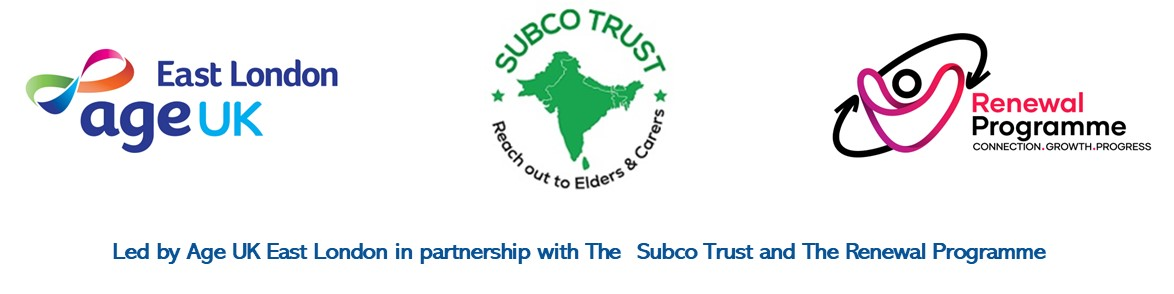 East London
age UK
SUBCO TRUST
Reach out to Elders & Carers
Renewal
Programme
CONNECTION.GROWTH.PROGRESS
Led by Age UK East London in partnership with The  Subco Trust and The Renewal Programme